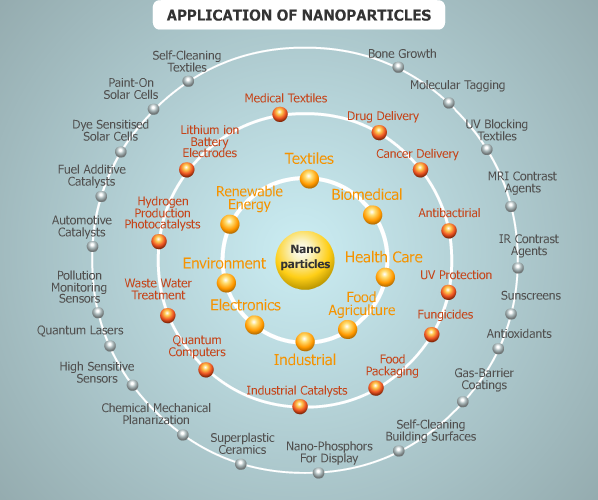 APPLICATION OF NANOPARTICLES
Self-Cleaning
Textiles
Bone Growth
Paint-On
Solar Cells
Molecular Tagging
Medical Textiles
Drug Delivery
Dye Sensitised
Solar Cells
Lithium ion
Battery
Electrodes
UV Blocking
Textiles
Textiles
Cancer Delivery
Fuel Additive
Catalysts
Renewable
Energy
Biomedical
MRI Contrast
Agents
Hydrogen
Production
Photocatalysts
Antibactirial
Automotive
Catalysts
Nano
particles
IR Contrast
Agents
Environment
Health Care
Pollution
Monitoring
Sensors
Waste Water
Treatment
UV Protection
Electronics
Food
Agriculture
Sunscreens
Fungicides
Quantum Lasers
Antioxidants
Quantum
Computers
Industrial
High Sensitive
Sensors
Food
Packaging
Gas-Barrier
Coatings
Industrial Catalysts
Chemical Mechanical
Planarization
Self-Cleaning
Building Surfaces
Superplastic
Ceramics
Nano-Phosphors
For Display